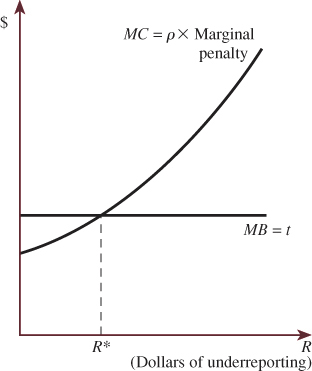 $
MC = ρ × Marginal
penalty
MB = t
R*
R
(Dollars of underreporting)